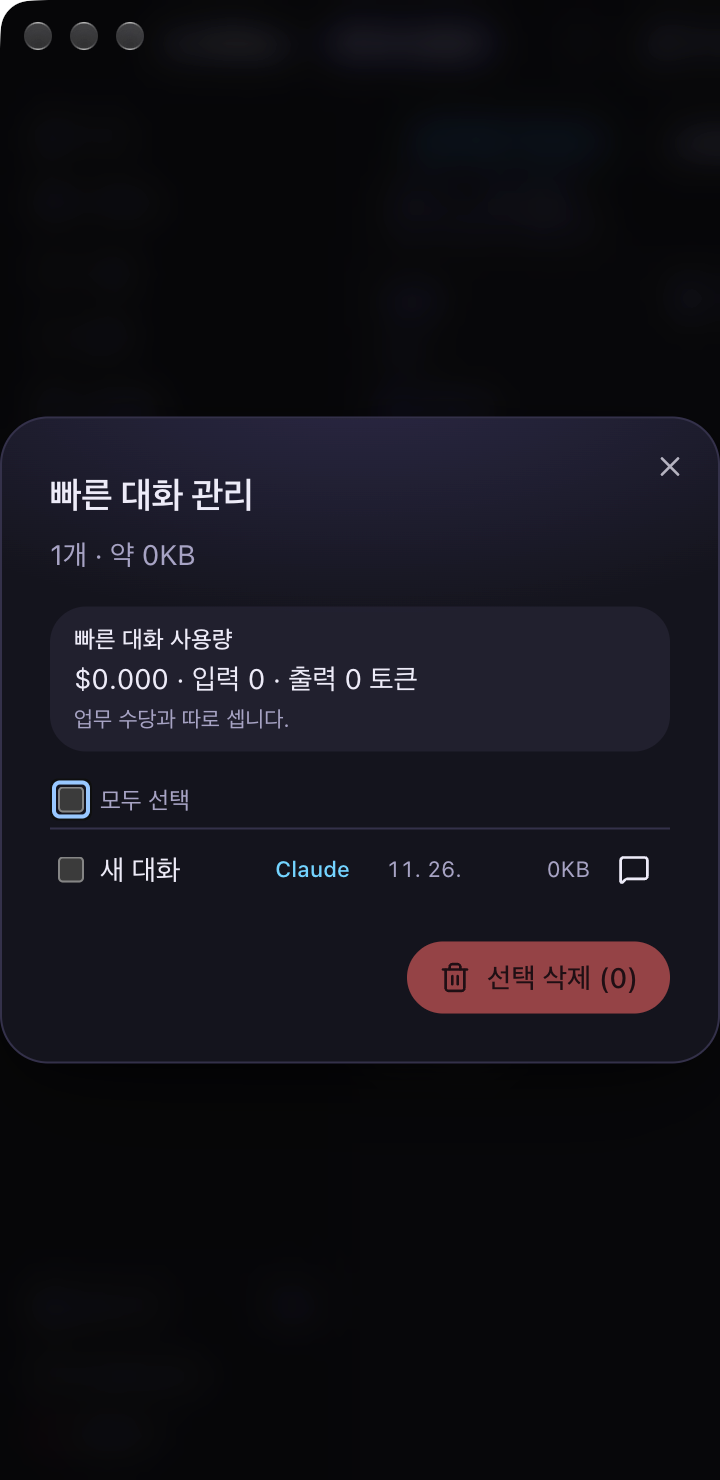 빠른 대화 관리
1개 · 약 0KB
빠른 대화 사용량
$0.000 · 입력 0 · 출력 0 토큰
업무 수당과 따로 셉니다.
모두 선택
새 대화 Claude 11. 26. 0KB
선택 삭제 (0)